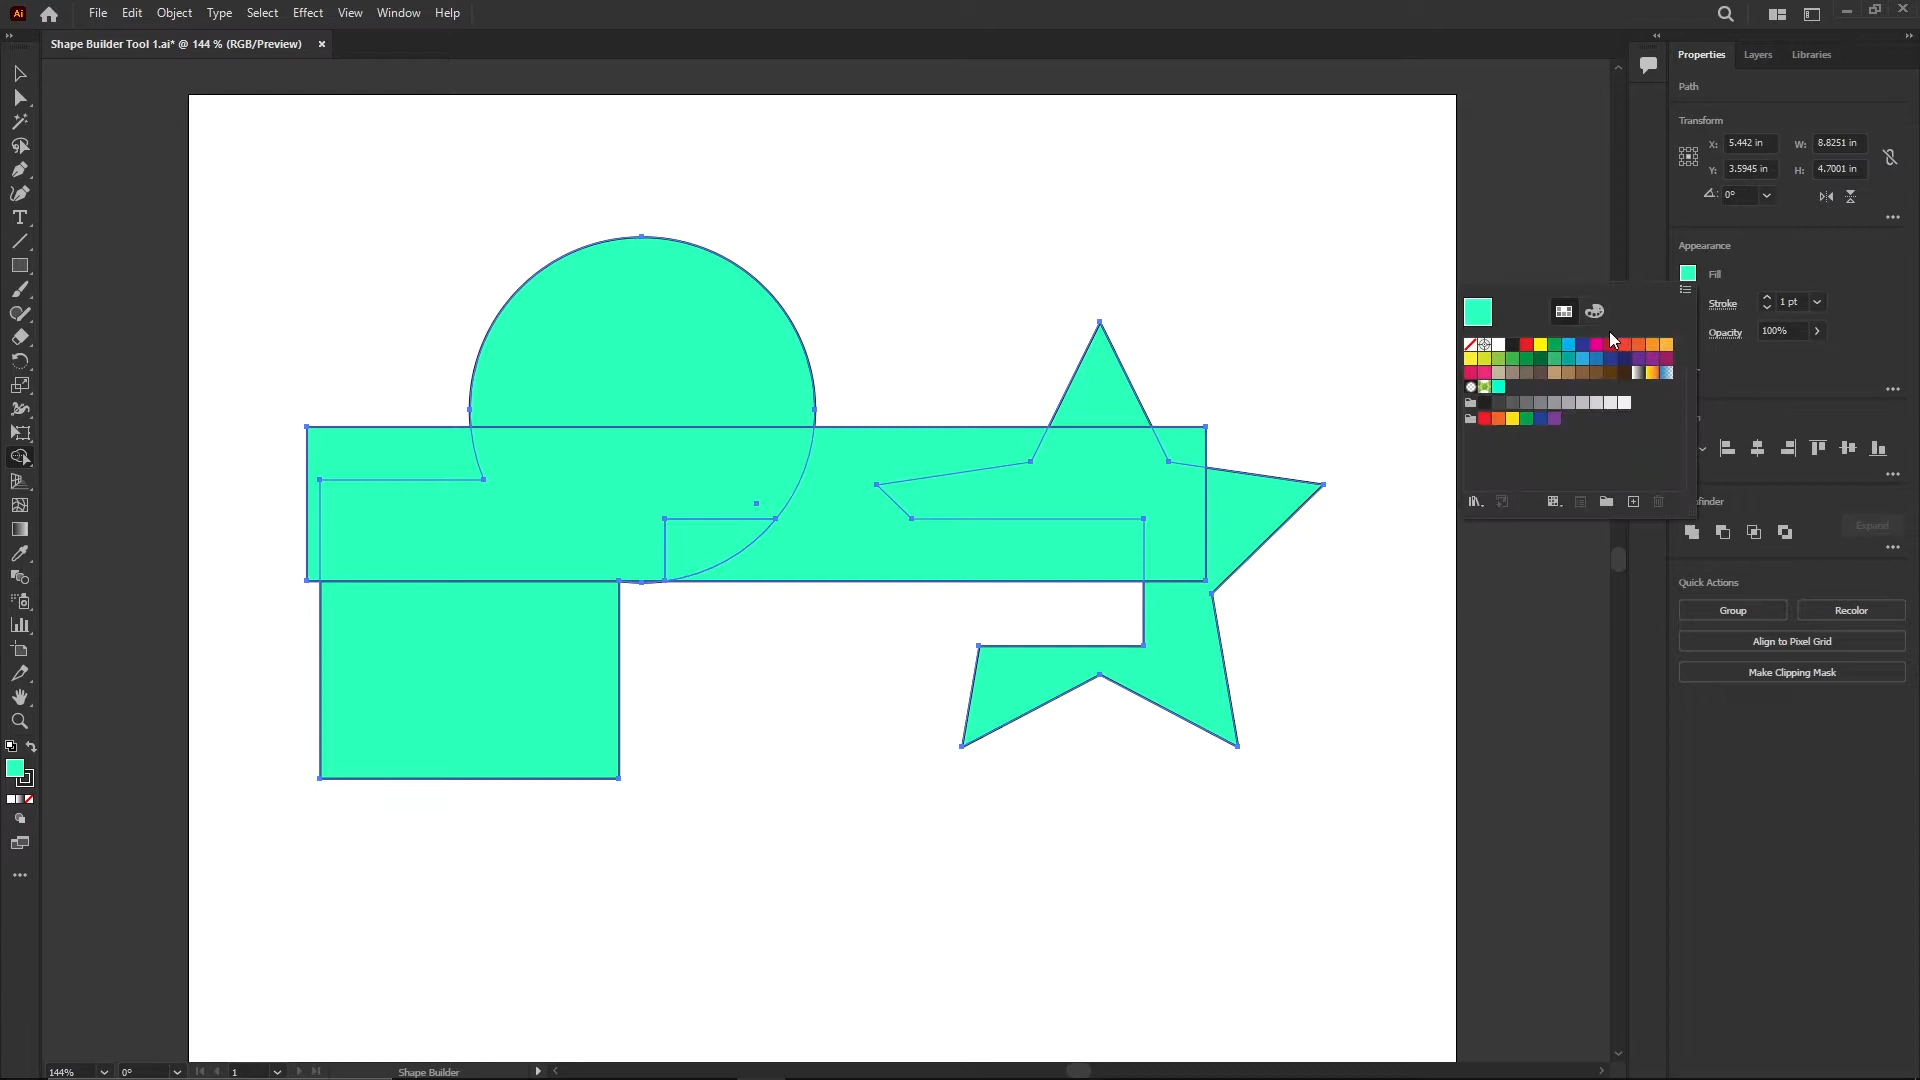 Ai File Edit Object Type Select Effect View Window Help
Shape Builder Tool 1.ai* @ 144 % (RGB/Preview) ×
Properties Layers Libraries
Path
Transform
X: 5.442 in W: 8.8251 in
Y: 3.5945 in H: 4.7001 in
0°
Appearance
Fill
Stroke 1 pt
Opacity 100%
Expand
Quick Actions
Group Recolor
Align to Pixel Grid
Make Clipping Mask
144% 0° 1 Shape Builder